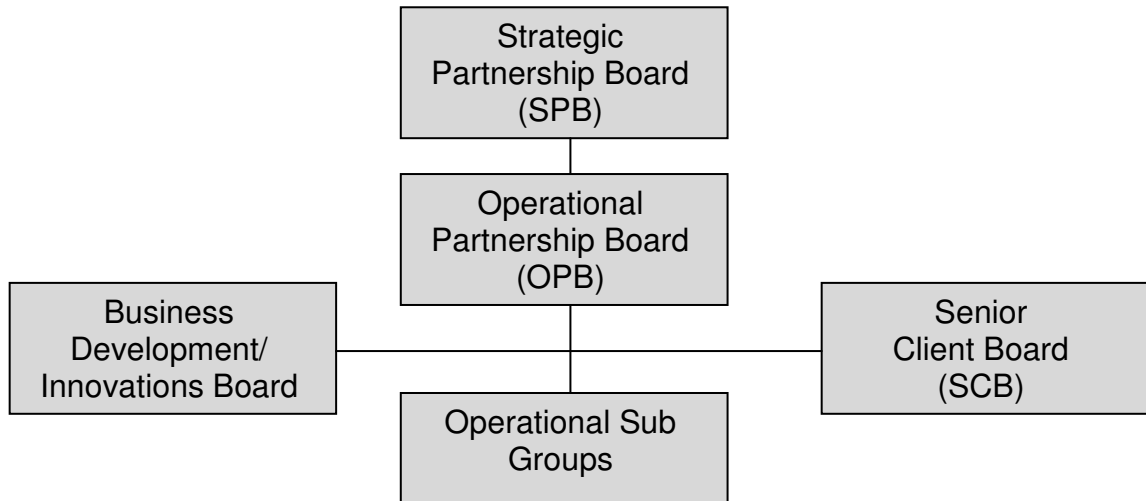 Strategic
Partnership Board
(SPB)
Operational
Partnership Board
(OPB)
Business
Development/
Innovations Board
Senior
Client Board
(SCB)
Operational Sub
Groups